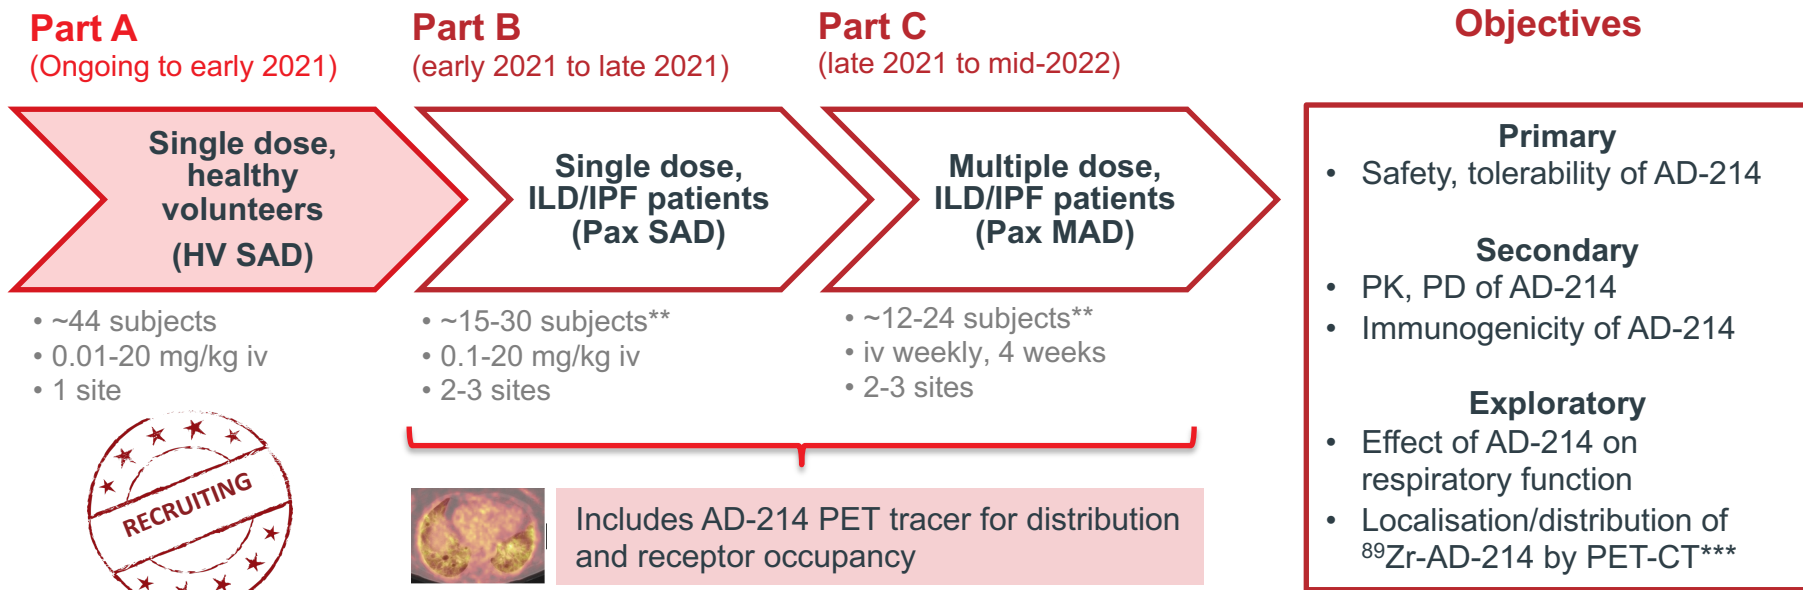 Part A
(Ongoing to early 2021)
Single dose,
healthy
volunteers
(HV SAD)
• ~44 subjects
• 0.01-20 mg/kg iv
• 1 site
RECRUITING
Part B
(early 2021 to late 2021)
Single dose,
ILD/IPF patients
(Pax SAD)
• ~15-30 subjects**
• 0.1-20 mg/kg iv
• 2-3 sites
Part C
(late 2021 to mid-2022)
Multiple dose,
ILD/IPF patients
(Pax MAD)
• ~12-24 subjects**
• iv weekly, 4 weeks
• 2-3 sites
Includes AD-214 PET tracer for distribution
and receptor occupancy
Objectives
Primary
• Safety, tolerability of AD-214
Secondary
• PK, PD of AD-214
• Immunogenicity of AD-214
Exploratory
• Effect of AD-214 on
respiratory function
• Localisation/distribution of
⁸⁹Zr-AD-214 by PET-CT***